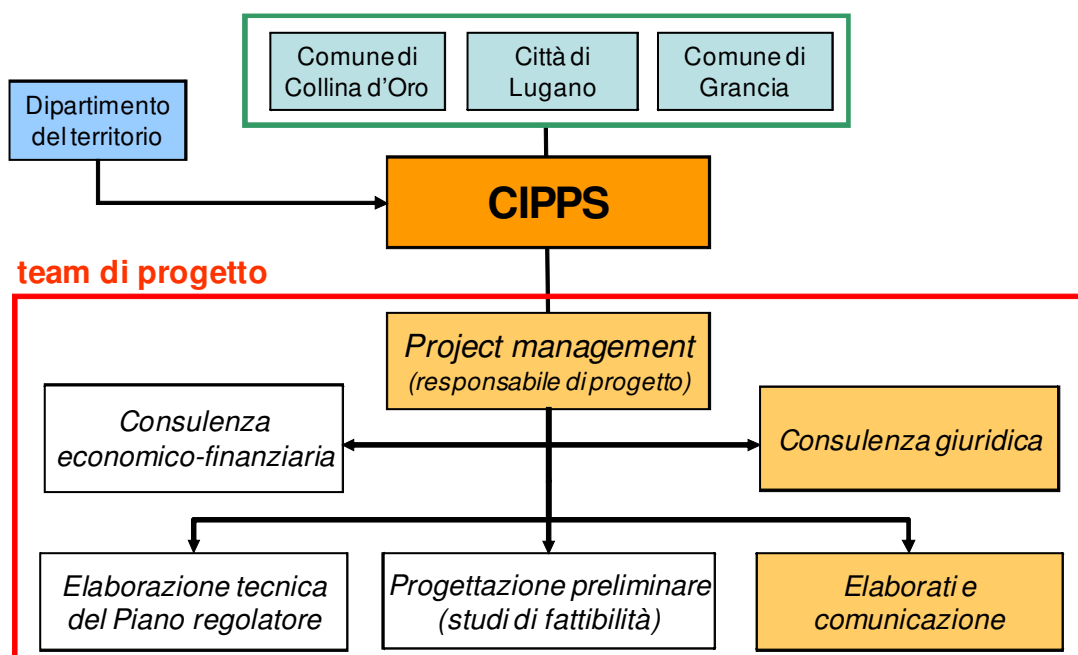 Comune di
Collina d'Oro
Città di
Lugano
Comune di
Grancia
Dipartimento
del territorio
CIPPS
team di progetto
Project management
(responsabile di progetto)
Consulenza
economico-finanziaria
Consulenza giuridica
Elaborazione tecnica
del Piano regolatore
Progettazione preliminare
(studi di fattibilità)
Elaborati e
comunicazione